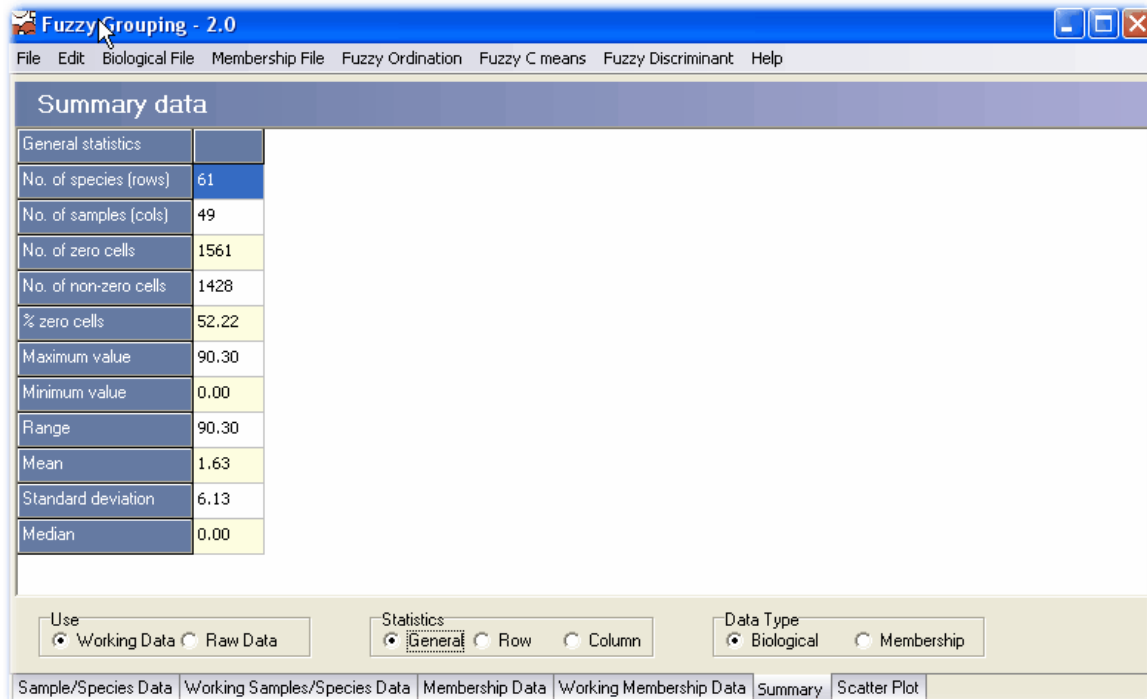 Fuzzy Grouping - 2.0
File Edit Biological File Membership File Fuzzy Ordination Fuzzy C means Fuzzy Discriminant Help
Summary data
General statistics
No. of species (rows) 61
No. of samples (cols) 49
No. of zero cells 1561
No. of non-zero cells 1428
% zero cells 52.22
Maximum value 90.30
Minimum value 0.00
Range 90.30
Mean 1.63
Standard deviation 6.13
Median 0.00
Use Statistics Data Type
Working Data Raw Data General Row Column Biological Membership
Sample/Species Data Working Samples/Species Data Membership Data Working Membership Data Summary Scatter Plot